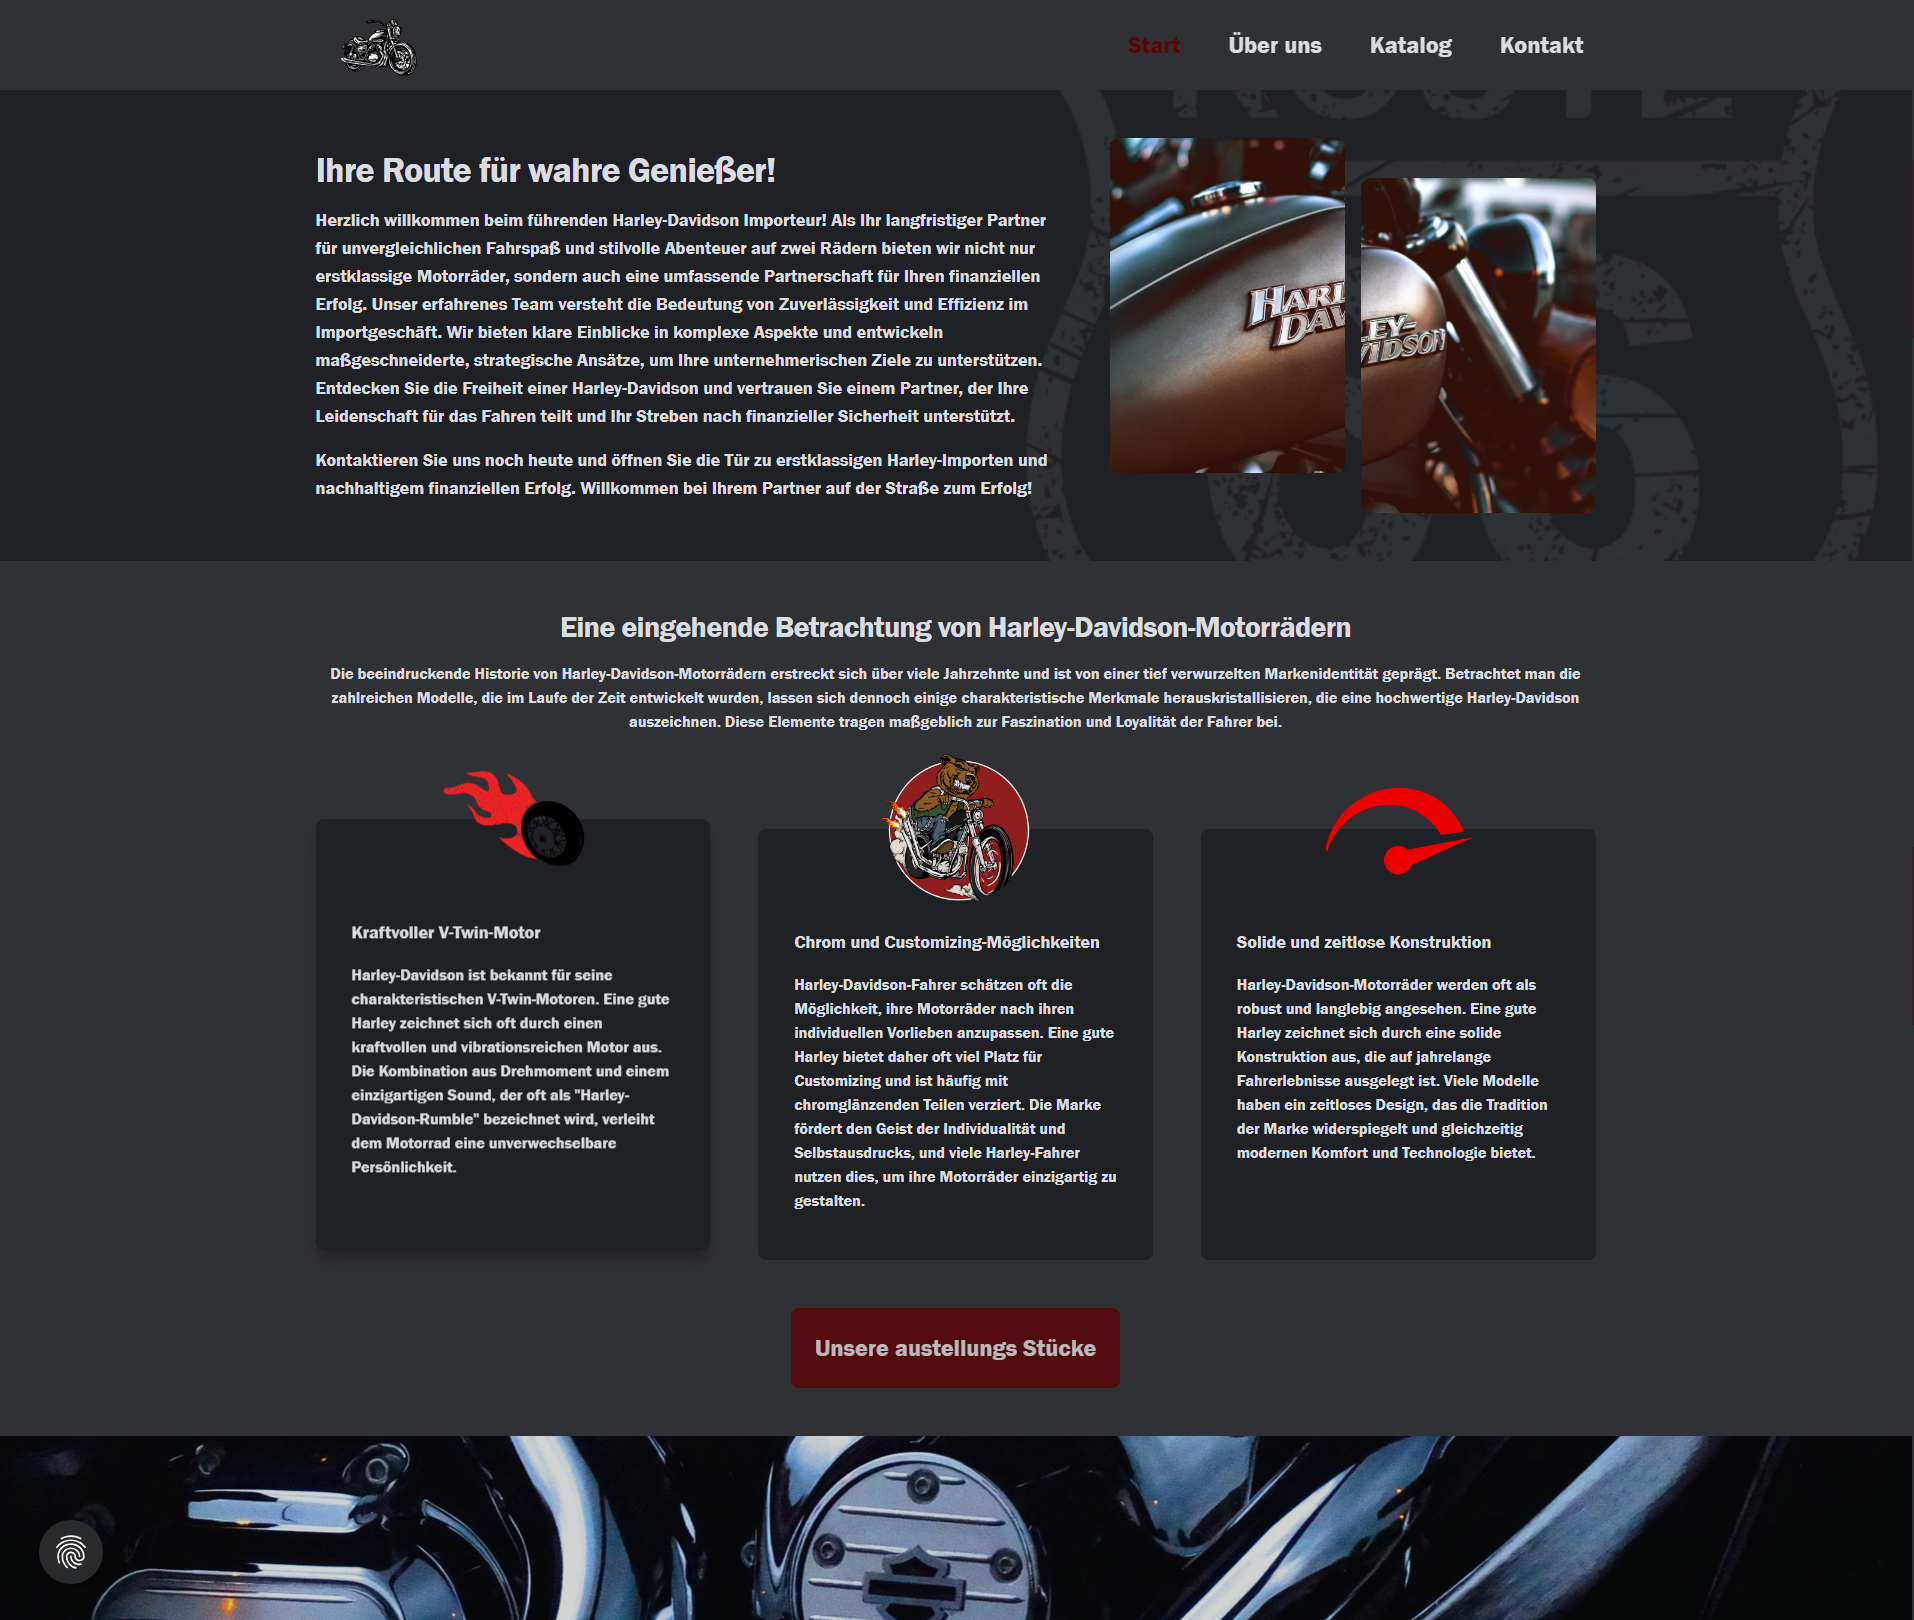 Start Über uns Katalog Kontakt
ROUTE
Ihre Route für wahre Genießer!
Herzlich willkommen beim führenden Harley-Davidson Importeur! Als Ihr langfristiger Partner
für unvergleichlichen Fahrspaß und stilvolle Abenteuer auf zwei Rädern bieten wir nicht nur
erstklassige Motorräder, sondern auch eine umfassende Partnerschaft für Ihren finanziellen
Erfolg. Unser erfahrenes Team versteht die Bedeutung von Zuverlässigkeit und Effizienz im
Importgeschäft. Wir bieten klare Einblicke in komplexe Aspekte und entwickeln
maßgeschneiderte, strategische Ansätze, um Ihre unternehmerischen Ziele zu unterstützen.
Entdecken Sie die Freiheit einer Harley-Davidson und vertrauen Sie einem Partner, der Ihre
Leidenschaft für das Fahren teilt und Ihr Streben nach finanzieller Sicherheit unterstützt.
Kontaktieren Sie uns noch heute und öffnen Sie die Tür zu erstklassigen Harley-Importen und
nachhaltigem finanziellen Erfolg. Willkommen bei Ihrem Partner auf der Straße zum Erfolg!
HARL
DAV
LEY-
VIDSON
66
Eine eingehende Betrachtung von Harley-Davidson-Motorrädern
Die beeindruckende Historie von Harley-Davidson-Motorrädern erstreckt sich über viele Jahrzehnte und ist von einer tief verwurzelten Markenidentität geprägt. Betrachtet man die
zahlreichen Modelle, die im Laufe der Zeit entwickelt wurden, lassen sich dennoch einige charakteristische Merkmale herauskristallisieren, die eine hochwertige Harley-Davidson
auszeichnen. Diese Elemente tragen maßgeblich zur Faszination und Loyalität der Fahrer bei.
Kraftvoller V-Twin-Motor
Harley-Davidson ist bekannt für seine
charakteristischen V-Twin-Motoren. Eine gute
Harley zeichnet sich oft durch einen
kraftvollen und vibrationsreichen Motor aus.
Die Kombination aus Drehmoment und einem
einzigartigen Sound, der oft als "Harley-
Davidson-Rumble" bezeichnet wird, verleiht
dem Motorrad eine unverwechselbare
Persönlichkeit.
Chrom und Customizing-Möglichkeiten
Harley-Davidson-Fahrer schätzen oft die
Möglichkeit, ihre Motorräder nach ihren
individuellen Vorlieben anzupassen. Eine gute
Harley bietet daher oft viel Platz für
Customizing und ist häufig mit
chromglänzenden Teilen verziert. Die Marke
fördert den Geist der Individualität und
Selbstausdrucks, und viele Harley-Fahrer
nutzen dies, um ihre Motorräder einzigartig zu
gestalten.
Solide und zeitlose Konstruktion
Harley-Davidson-Motorräder werden oft als
robust und langlebig angesehen. Eine gute
Harley zeichnet sich durch eine solide
Konstruktion aus, die auf jahrelange
Fahrerlebnisse ausgelegt ist. Viele Modelle
haben ein zeitloses Design, das die Tradition
der Marke widerspiegelt und gleichzeitig
modernen Komfort und Technologie bietet.
Unsere austellungs Stücke